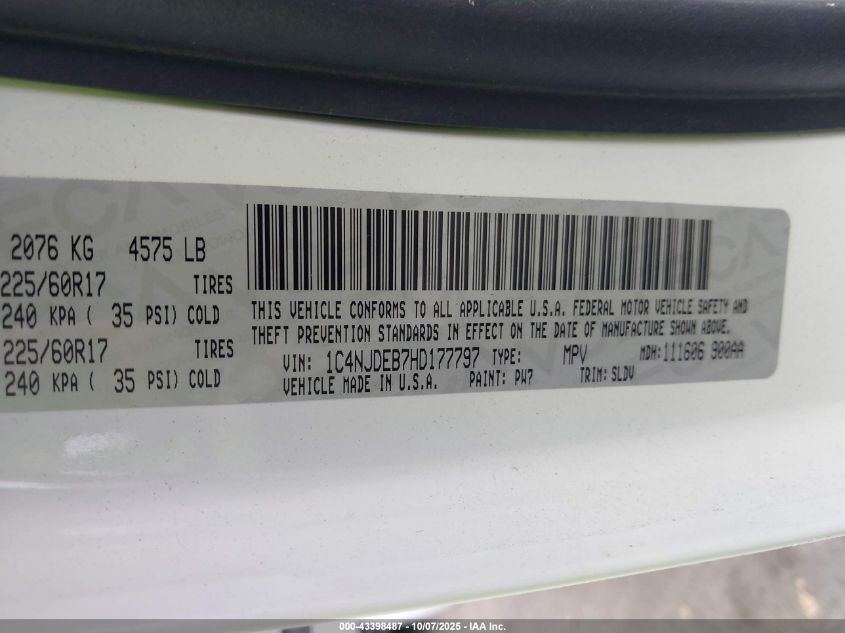 2076 KG 4575 LB
225/60R17 TIRES
240 KPA ( 35 PSI) COLD
225/60R17 TIRES
240 KPA ( 35 PSI) COLD
THIS VEHICLE CONFORMS TO ALL APPLICABLE U.S.A. FEDERAL MOTOR VEHICLE SAFETY AND
THEFT PREVENTION STANDARDS IN EFFECT ON THE DATE OF MANUFACTURE SHOWN ABOVE.
VIN: 1C4NJDEB7HD177797 TYPE: MPV MDH: 111606 900AA
VEHICLE MADE IN U.S.A. PAINT: PW7 TRIM: SLDV
000-43398487 - 10/07/2025 - IAA Inc.